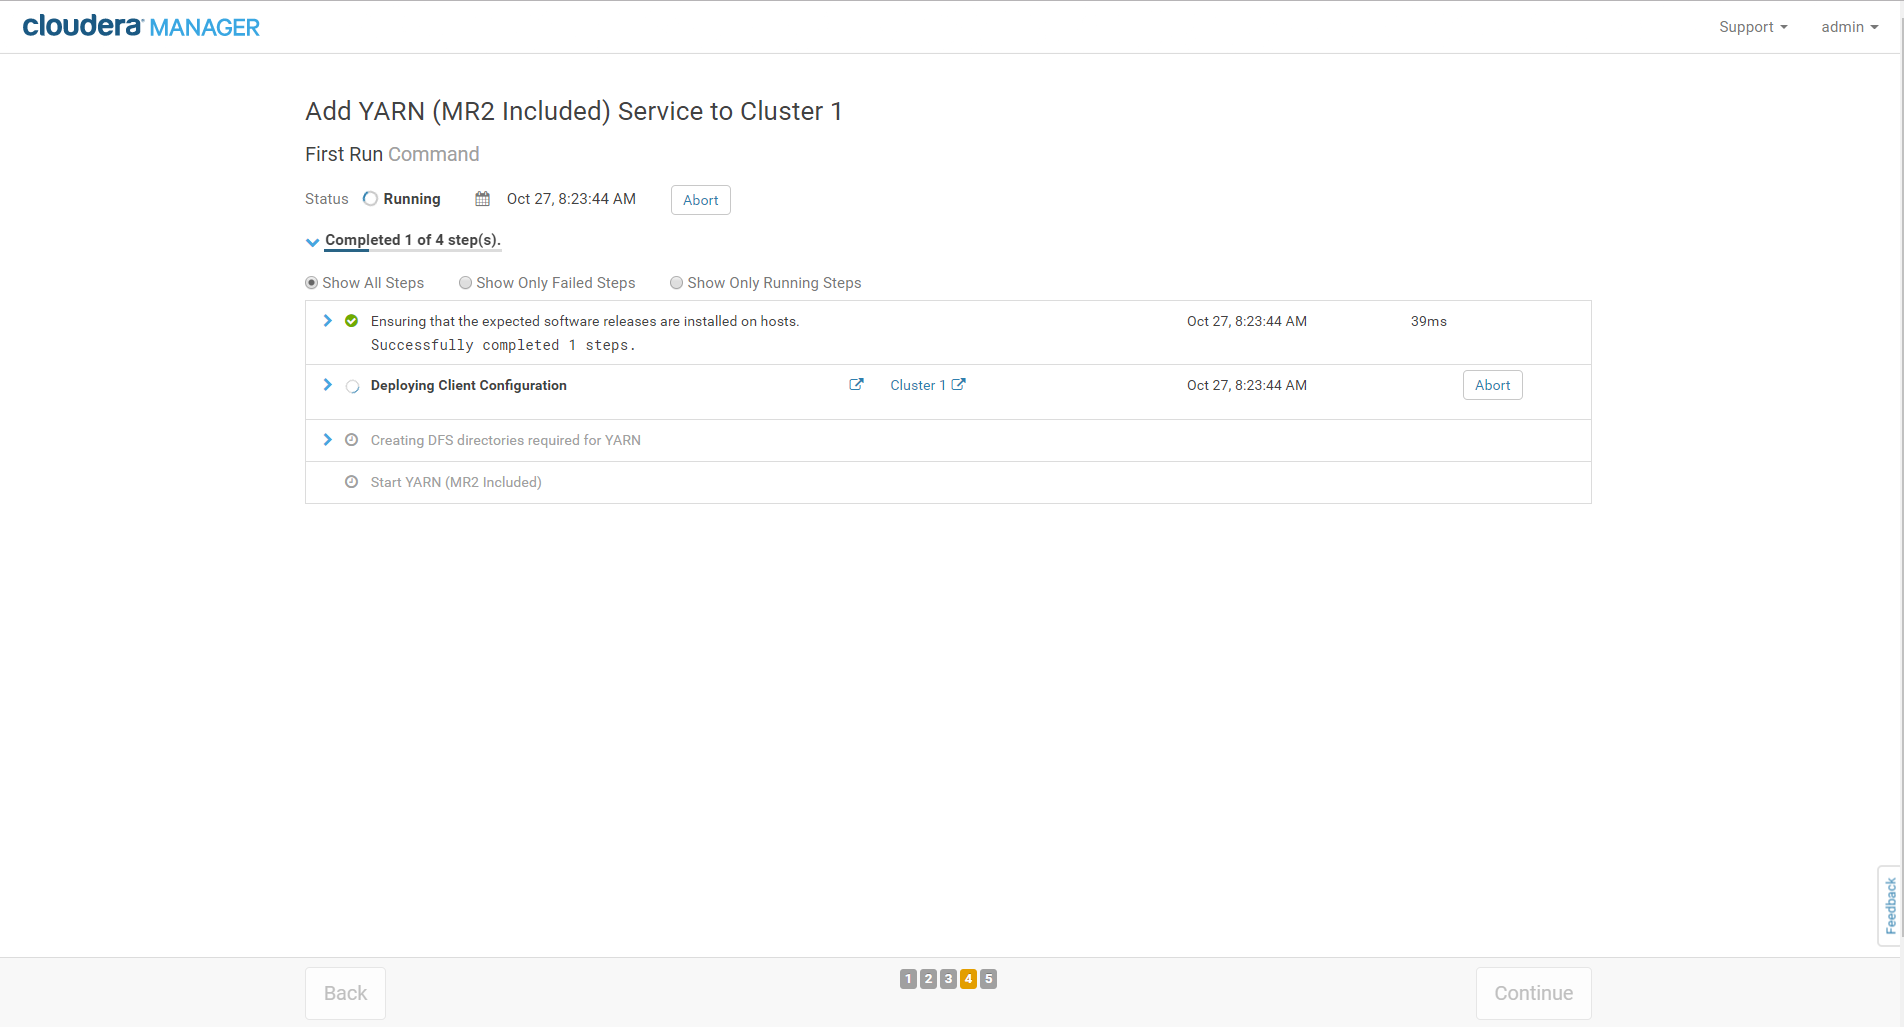 cloudera MANAGER
Support
admin
Add YARN (MR2 Included) Service to Cluster 1
First Run Command
Status Running Oct 27, 8:23:44 AM Abort
Completed 1 of 4 step(s).
Show All Steps Show Only Failed Steps Show Only Running Steps
Ensuring that the expected software releases are installed on hosts. Oct 27, 8:23:44 AM 39ms
Successfully completed 1 steps.
Deploying Client Configuration Cluster 1 Oct 27, 8:23:44 AM Abort
Creating DFS directories required for YARN
Start YARN (MR2 Included)
Feedback
Back
1 2 3 4 5
Continue